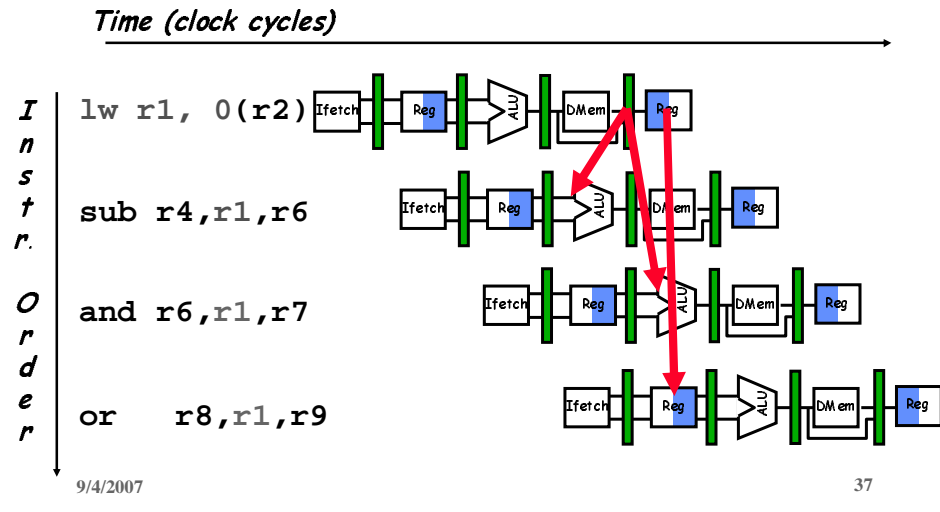 Time (clock cycles)
Instr. Order
lw r1, 0(r2)
Ifetch Reg ALU DMem Reg
sub r4,r1,r6
Ifetch Reg ALU DMem Reg
and r6,r1,r7
Ifetch Reg ALU DMem Reg
or r8,r1,r9
Ifetch Reg ALU DMem Reg
9/4/2007
37